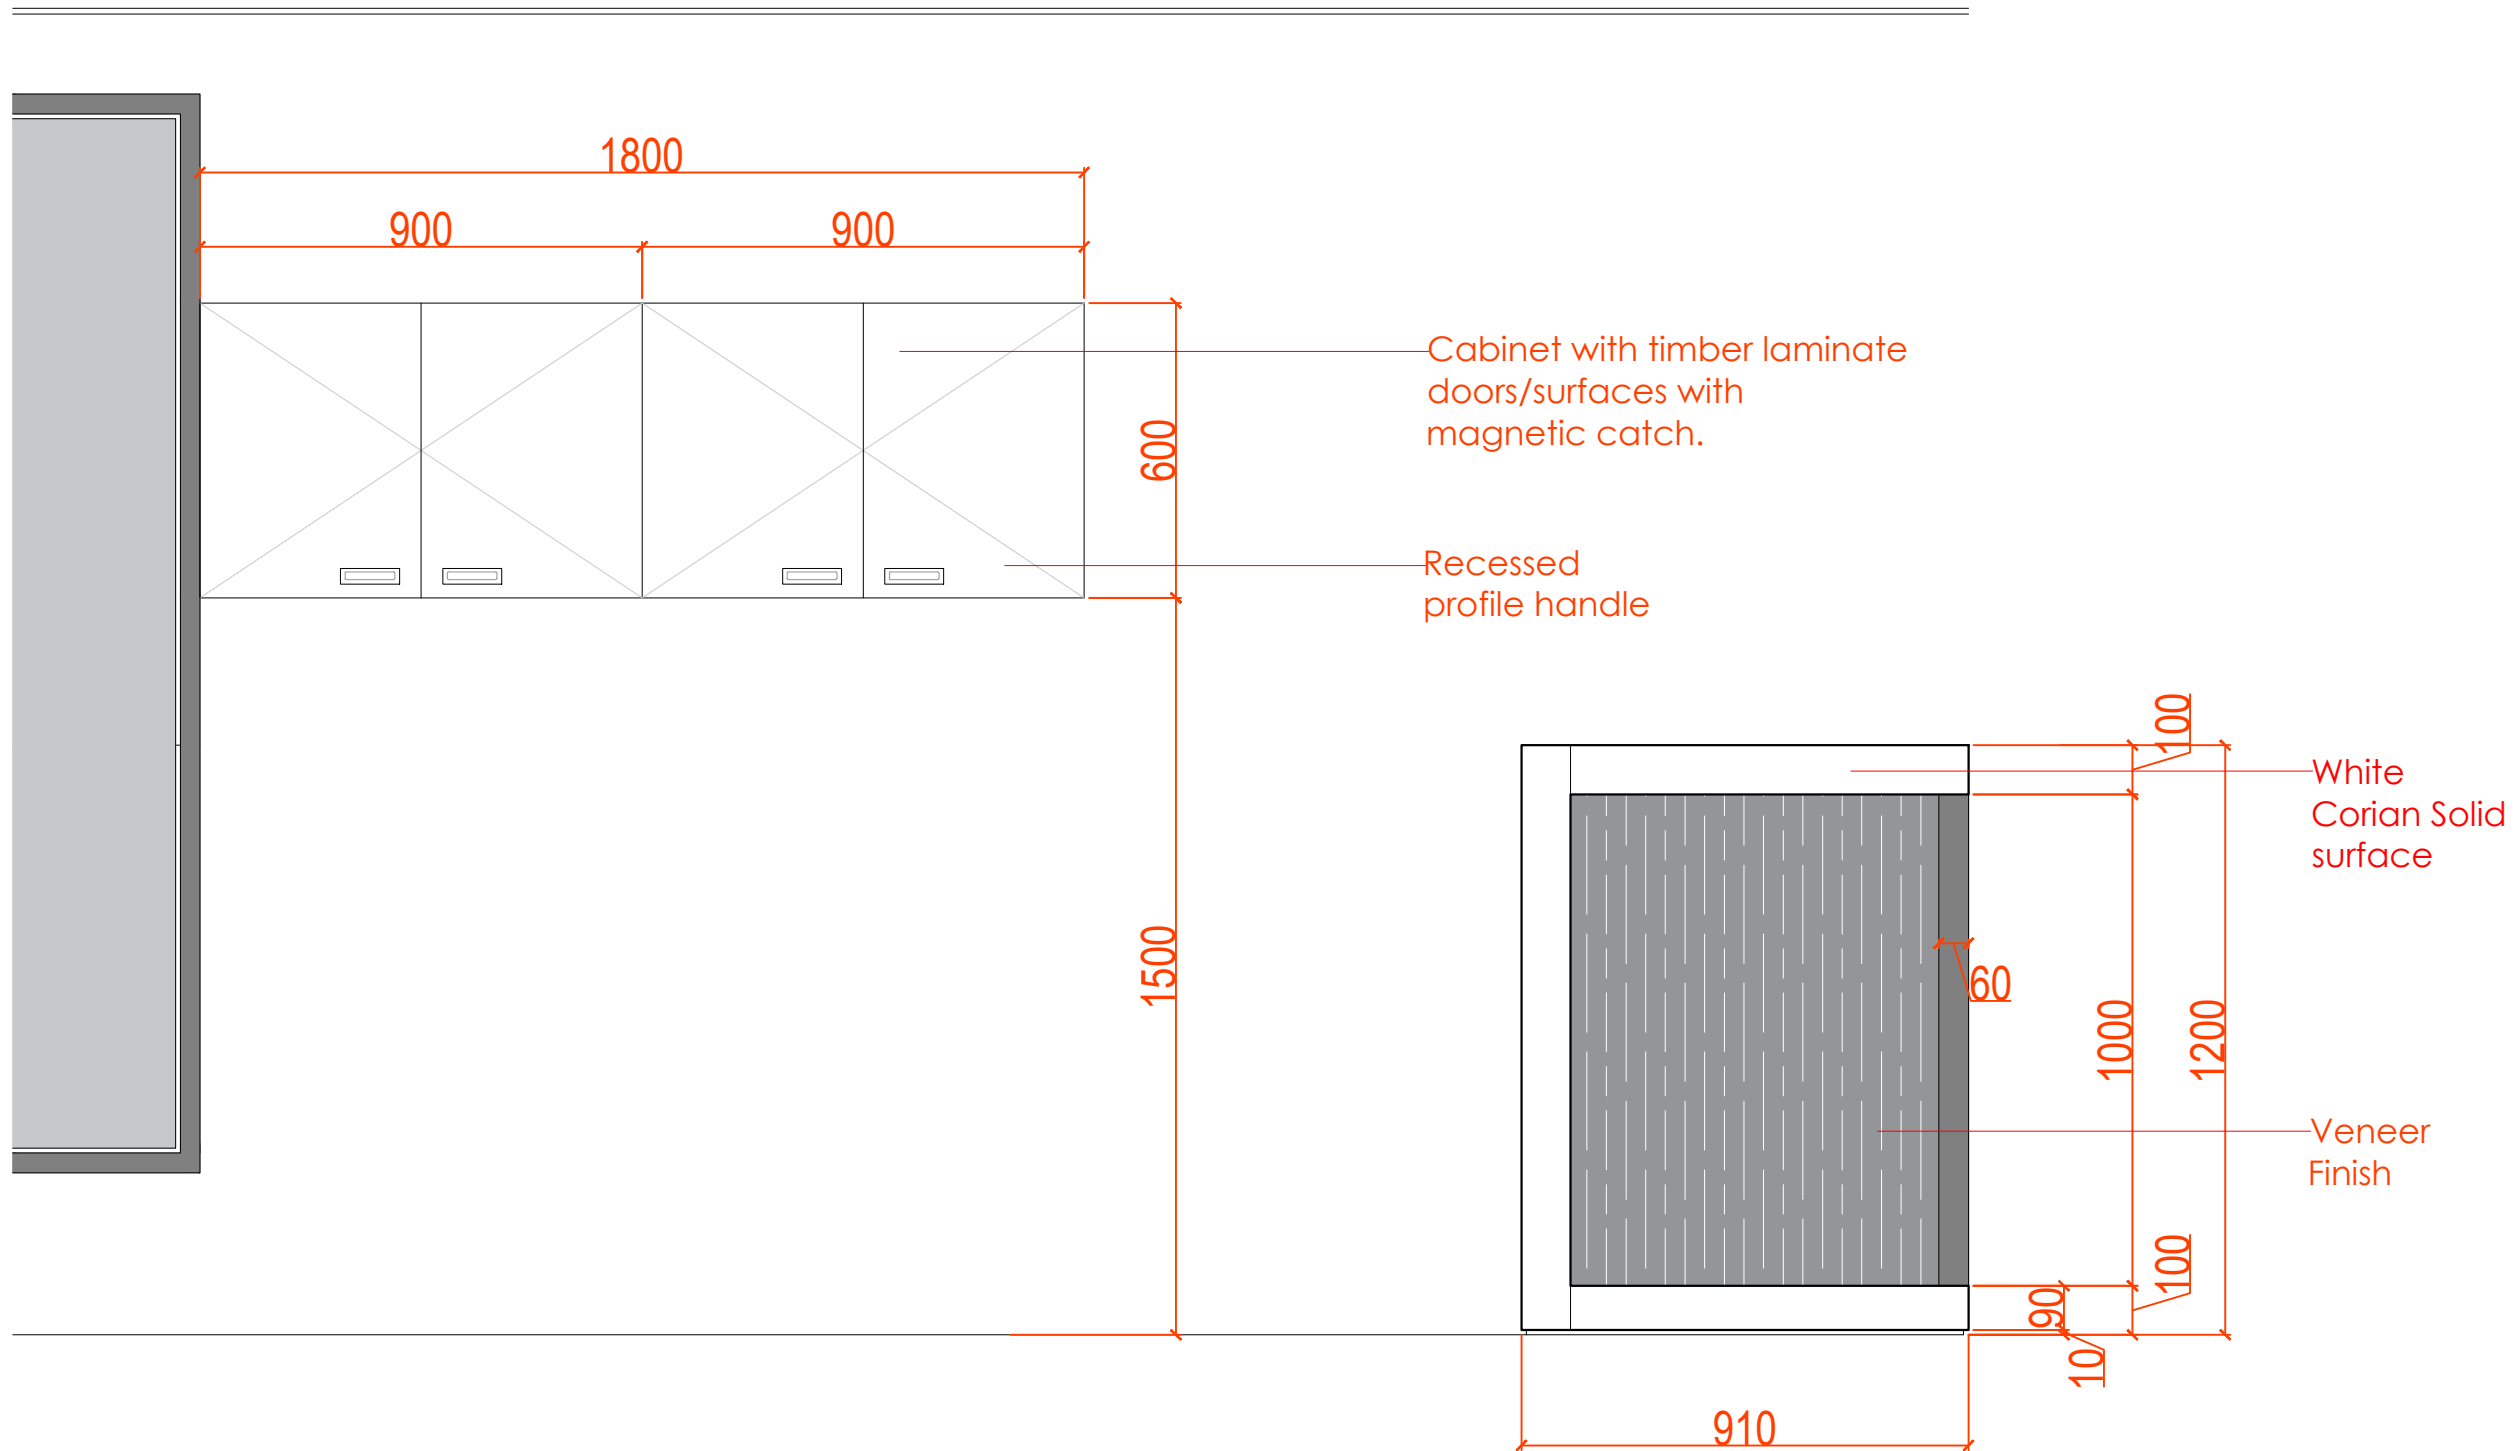 1800
900
900
Cabinet with timber laminate
doors/surfaces with
magnetic catch.
600
Recessed
profile handle
100
White
Corian Solid
surface
1500
60
1000
1200
Veneer
Finish
100
90
10
910